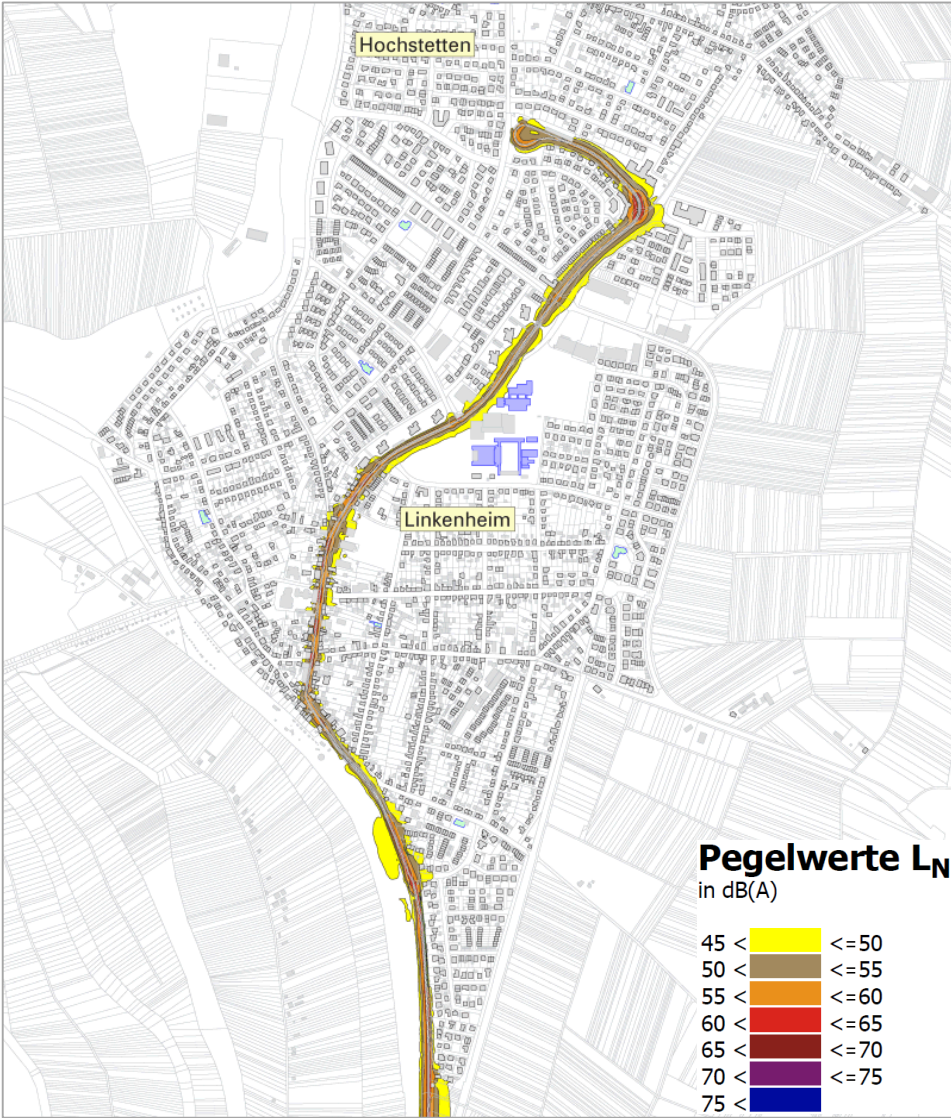 Hochstetten
Linkenheim
Pegelwerte LN
in dB(A)
45 < <=50
50 < <=55
55 < <=60
60 < <=65
65 < <=70
70 < <=75
75 <